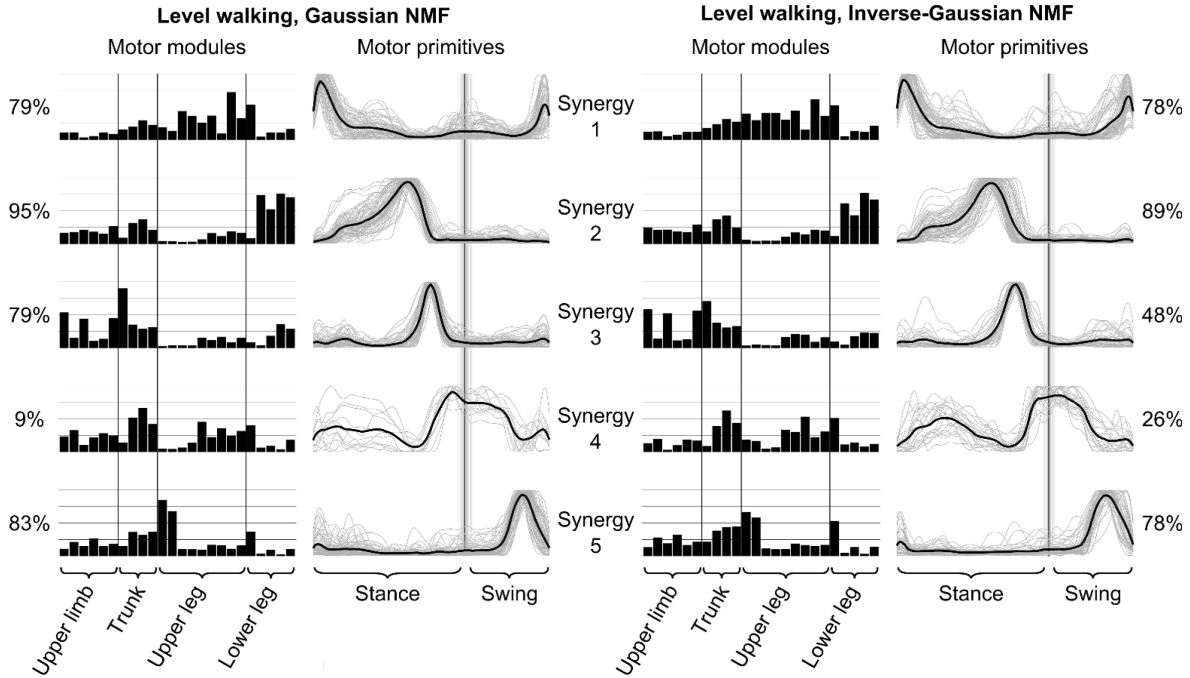 Level walking, Gaussian NMF
Level walking, Inverse-Gaussian NMF
Motor modules
Motor primitives
Motor modules
Motor primitives
79%
Synergy
1
78%
95%
Synergy
2
89%
79%
Synergy
3
48%
9%
Synergy
4
26%
83%
Synergy
5
78%
Upper limb
Trunk
Upper leg
Lower leg
Stance
Swing
Upper limb
Trunk
Upper leg
Lower leg
Stance
Swing